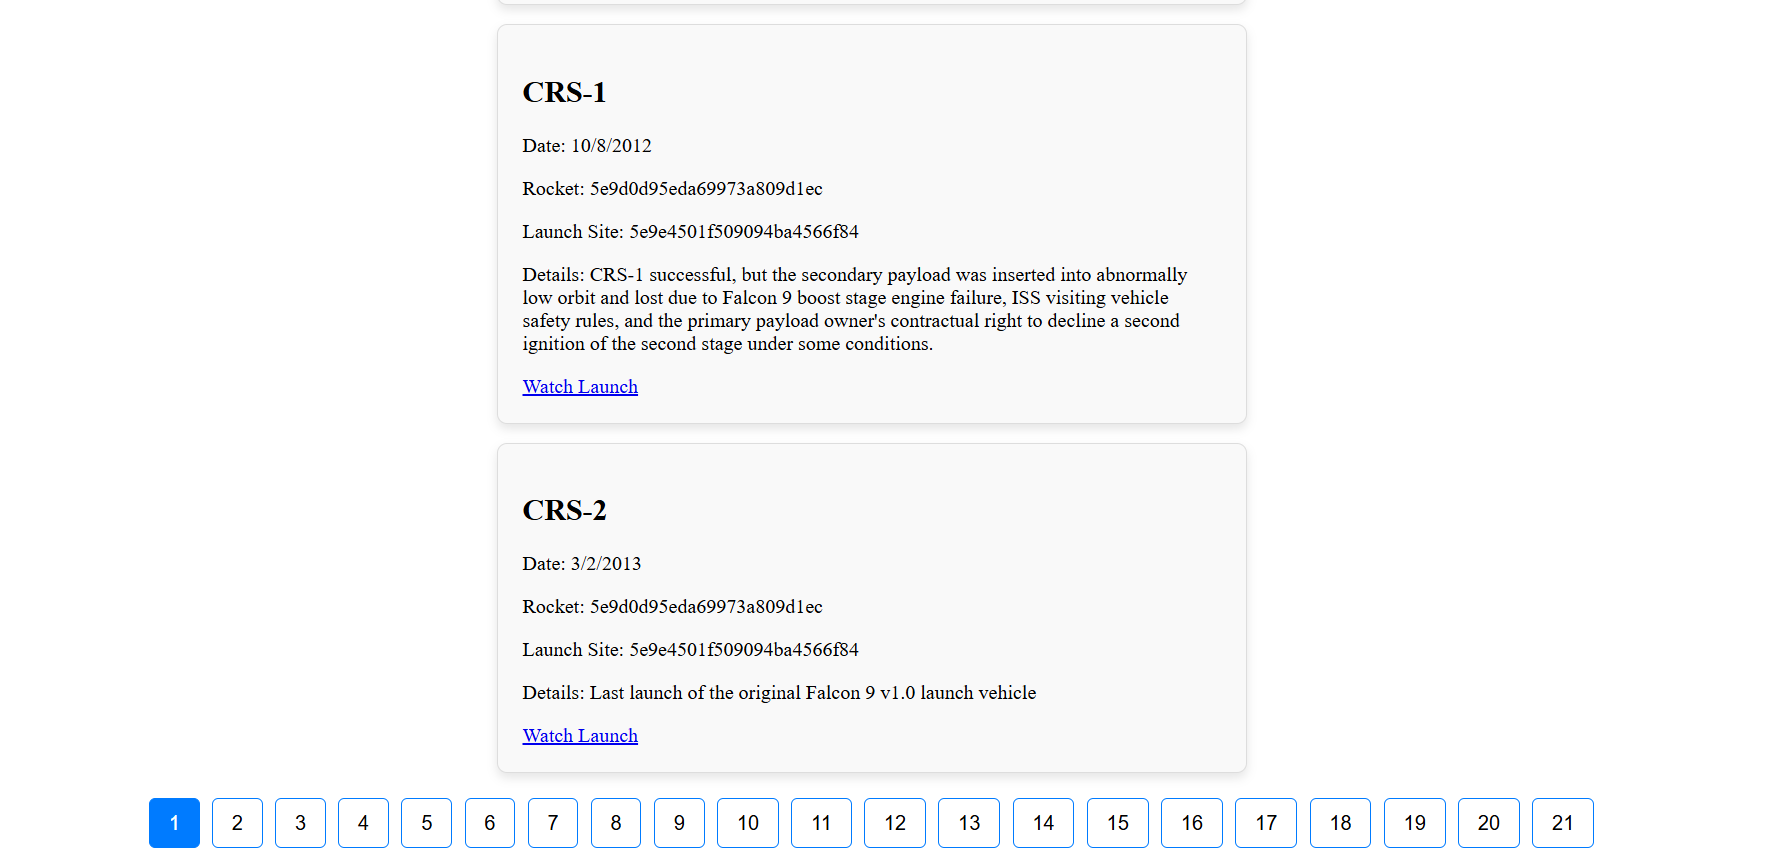 CRS-1
Date: 10/8/2012
Rocket: 5e9d0d95eda69973a809d1ec
Launch Site: 5e9e4501f509094ba4566f84
Details: CRS-1 successful, but the secondary payload was inserted into abnormally
low orbit and lost due to Falcon 9 boost stage engine failure, ISS visiting vehicle
safety rules, and the primary payload owner's contractual right to decline a second
ignition of the second stage under some conditions.
Watch Launch
CRS-2
Date: 3/2/2013
Rocket: 5e9d0d95eda69973a809d1ec
Launch Site: 5e9e4501f509094ba4566f84
Details: Last launch of the original Falcon 9 v1.0 launch vehicle
Watch Launch
1 2 3 4 5 6 7 8 9 10 11 12 13 14 15 16 17 18 19 20 21